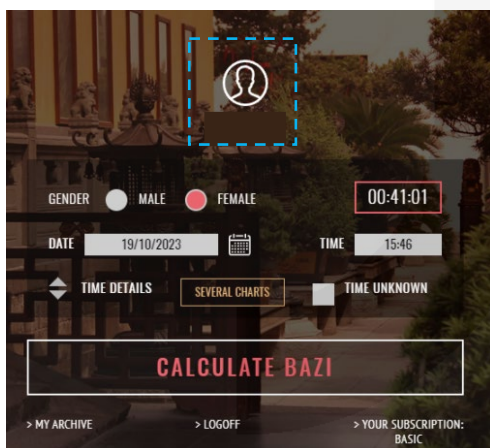 GENDER MALE FEMALE 00:41:01
DATE 19/10/2023 TIME 15:46
TIME DETAILS SEVERAL CHARTS TIME UNKNOWN
CALCULATE BAZI
> MY ARCHIVE > LOGOFF > YOUR SUBSCRIPTION:
BASIC